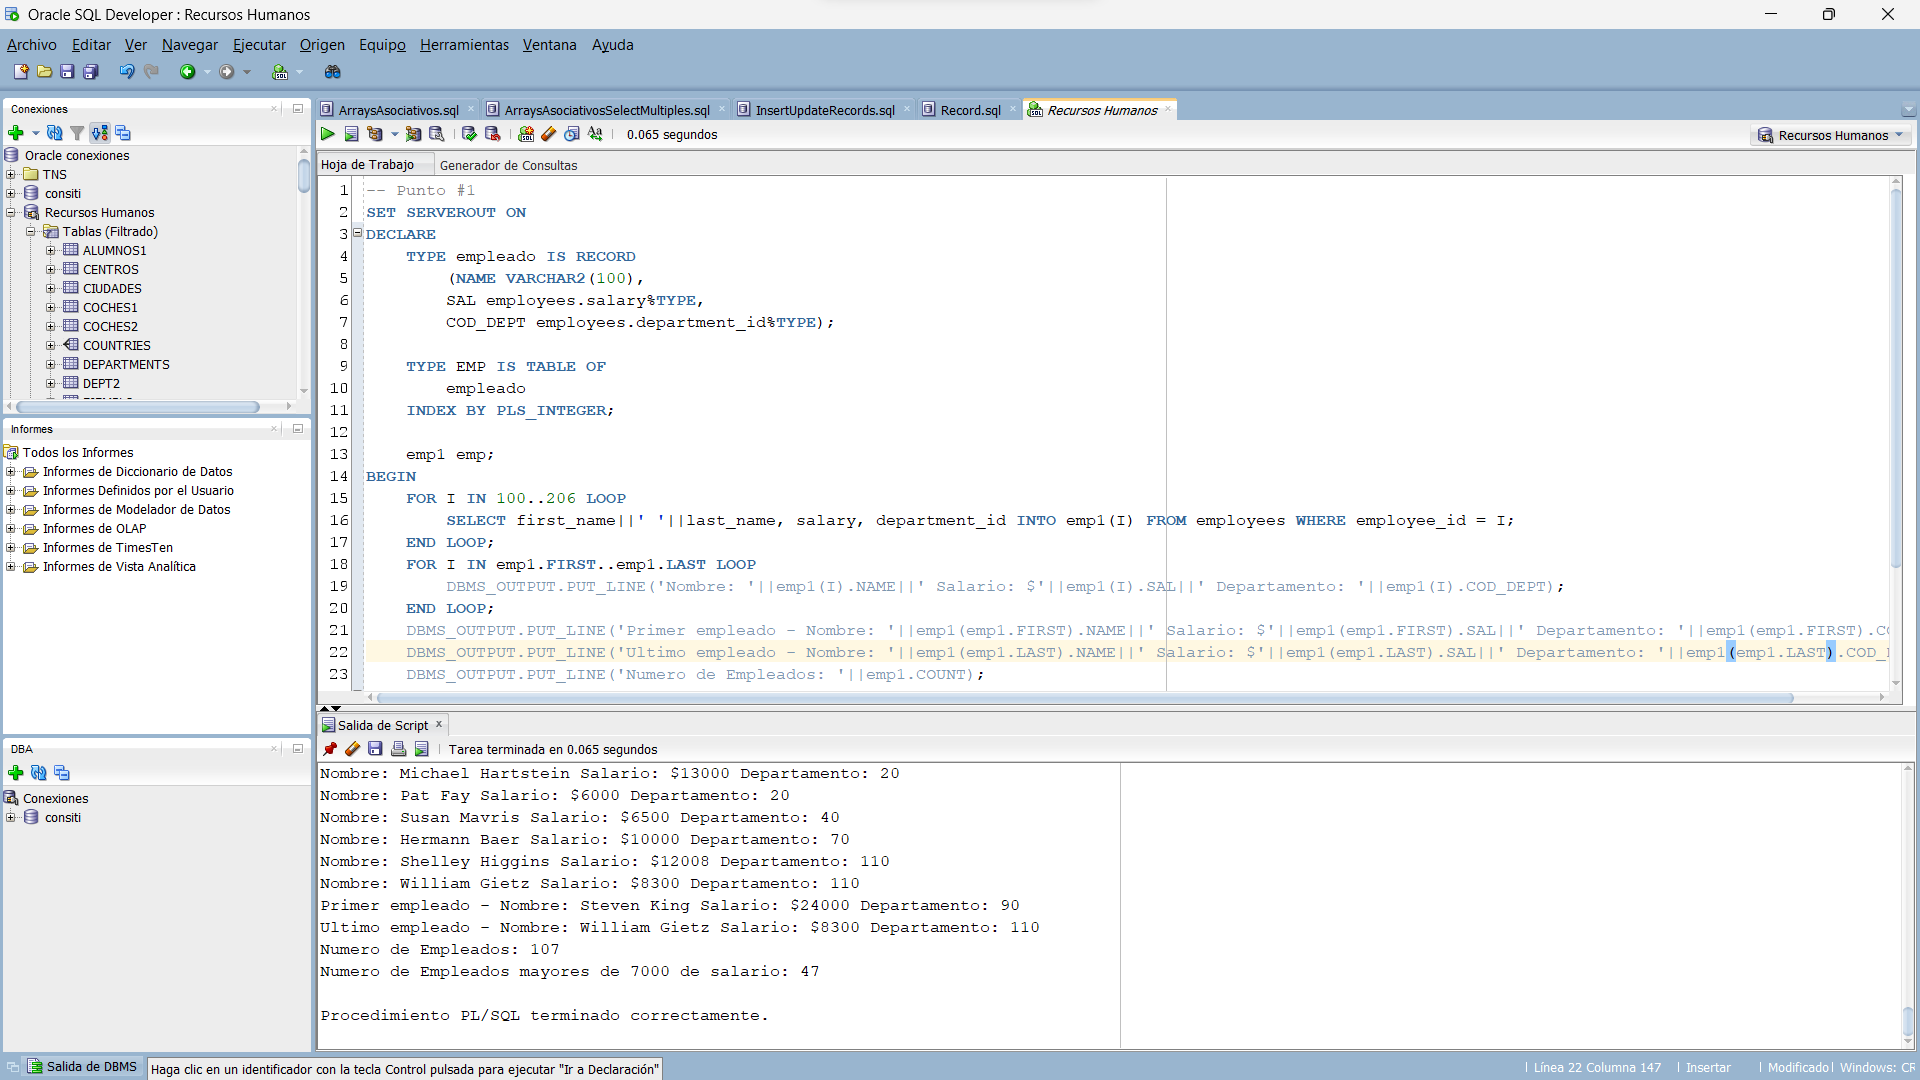 Oracle SQL Developer : Recursos Humanos
Archivo Editar Ver Navegar Ejecutar Origen Equipo Herramientas Ventana Ayuda
Conexiones
Oracle conexiones
TNS
consiti
Recursos Humanos
Tablas (Filtrado)
ALUMNOS1
CENTROS
CIUDADES
COCHES1
COCHES2
COUNTRIES
DEPARTMENTS
DEPT2
Informes
Todos los Informes
Informes de Diccionario de Datos
Informes Definidos por el Usuario
Informes de Modelador de Datos
Informes de OLAP
Informes de TimesTen
Informes de Vista Analítica
DBA
Conexiones
consiti
ArraysAsociativos.sql ArraysAsociativosSelectMultiples.sql InsertUpdateRecords.sql Record.sql Recursos Humanos
0.065 segundos
Recursos Humanos
Hoja de Trabajo Generador de Consultas
1 -- Punto #1
2 SET SERVEROUT ON
3 DECLARE
4 TYPE empleado IS RECORD
5 (NAME VARCHAR2(100),
6 SAL employees.salary%TYPE,
7 COD_DEPT employees.department_id%TYPE);
8
9 TYPE EMP IS TABLE OF
10 empleado
11 INDEX BY PLS_INTEGER;
12
13 emp1 emp;
14 BEGIN
15 FOR I IN 100..206 LOOP
16 SELECT first_name||' '||last_name, salary, department_id INTO emp1(I) FROM employees WHERE employee_id = I;
17 END LOOP;
18 FOR I IN emp1.FIRST..emp1.LAST LOOP
19 DBMS_OUTPUT.PUT_LINE('Nombre: '||emp1(I).NAME||' Salario: $'||emp1(I).SAL||' Departamento: '||emp1(I).COD_DEPT);
20 END LOOP;
21 DBMS_OUTPUT.PUT_LINE('Primer empleado - Nombre: '||emp1(emp1.FIRST).NAME||' Salario: $'||emp1(emp1.FIRST).SAL||' Departamento: '||emp1(emp1.FIRST).CO
22 DBMS_OUTPUT.PUT_LINE('Ultimo empleado - Nombre: '||emp1(emp1.LAST).NAME||' Salario: $'||emp1(emp1.LAST).SAL||' Departamento: '||emp1(emp1.LAST).COD_
23 DBMS_OUTPUT.PUT_LINE('Numero de Empleados: '||emp1.COUNT);
Salida de Script
Tarea terminada en 0.065 segundos
Nombre: Michael Hartstein Salario: $13000 Departamento: 20
Nombre: Pat Fay Salario: $6000 Departamento: 20
Nombre: Susan Mavris Salario: $6500 Departamento: 40
Nombre: Hermann Baer Salario: $10000 Departamento: 70
Nombre: Shelley Higgins Salario: $12008 Departamento: 110
Nombre: William Gietz Salario: $8300 Departamento: 110
Primer empleado - Nombre: Steven King Salario: $24000 Departamento: 90
Ultimo empleado - Nombre: William Gietz Salario: $8300 Departamento: 110
Numero de Empleados: 107
Numero de Empleados mayores de 7000 de salario: 47
Procedimiento PL/SQL terminado correctamente.
Salida de DBMS
Haga clic en un identificador con la tecla Control pulsada para ejecutar "Ir a Declaración"
Línea 22 Columna 147 Insertar Modificado Windows: CR